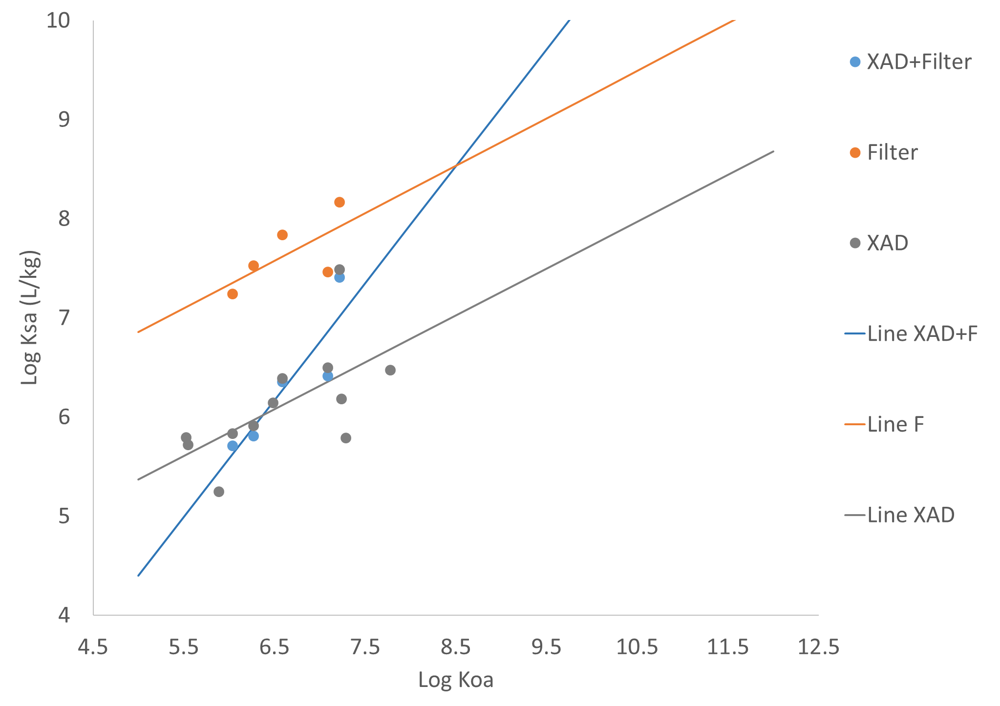 10
9
8
7
6
5
4
Log Ksa (L/kg)
4.5 5.5 6.5 7.5 8.5 9.5 10.5 11.5 12.5
Log Koa
XAD+Filter
Filter
XAD
Line XAD+F
Line F
Line XAD